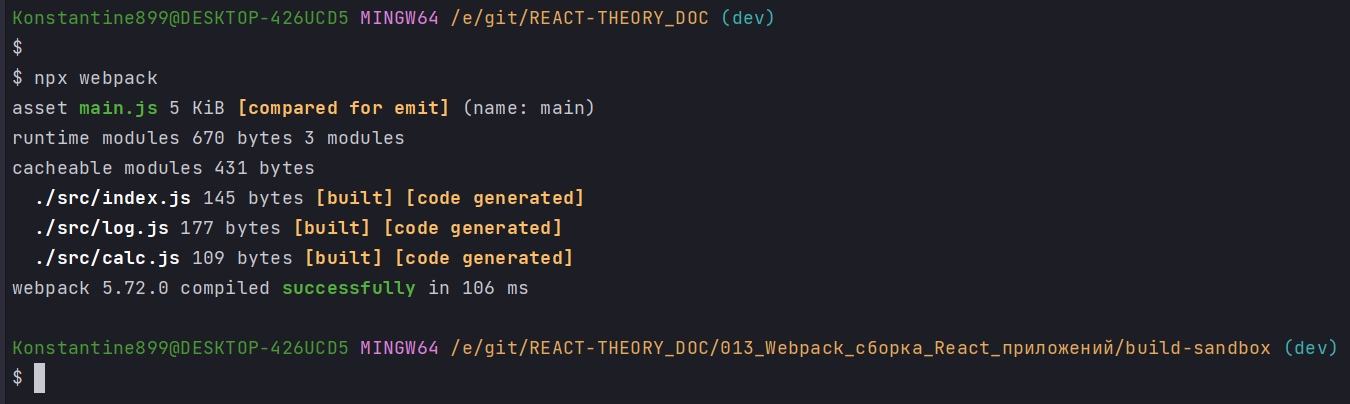 Konstantine899@DESKTOP-426UCD5 MINGW64 /e/git/REACT-THEORY_DOC (dev)
$
$ npx webpack
asset main.js 5 KiB [compared for emit] (name: main)
runtime modules 670 bytes 3 modules
cacheable modules 431 bytes
  ./src/index.js 145 bytes [built] [code generated]
  ./src/log.js 177 bytes [built] [code generated]
  ./src/calc.js 109 bytes [built] [code generated]
webpack 5.72.0 compiled successfully in 106 ms
Konstantine899@DESKTOP-426UCD5 MINGW64 /e/git/REACT-THEORY_DOC/013_Webpack_сборка_React_приложений/build-sandbox (dev)
$